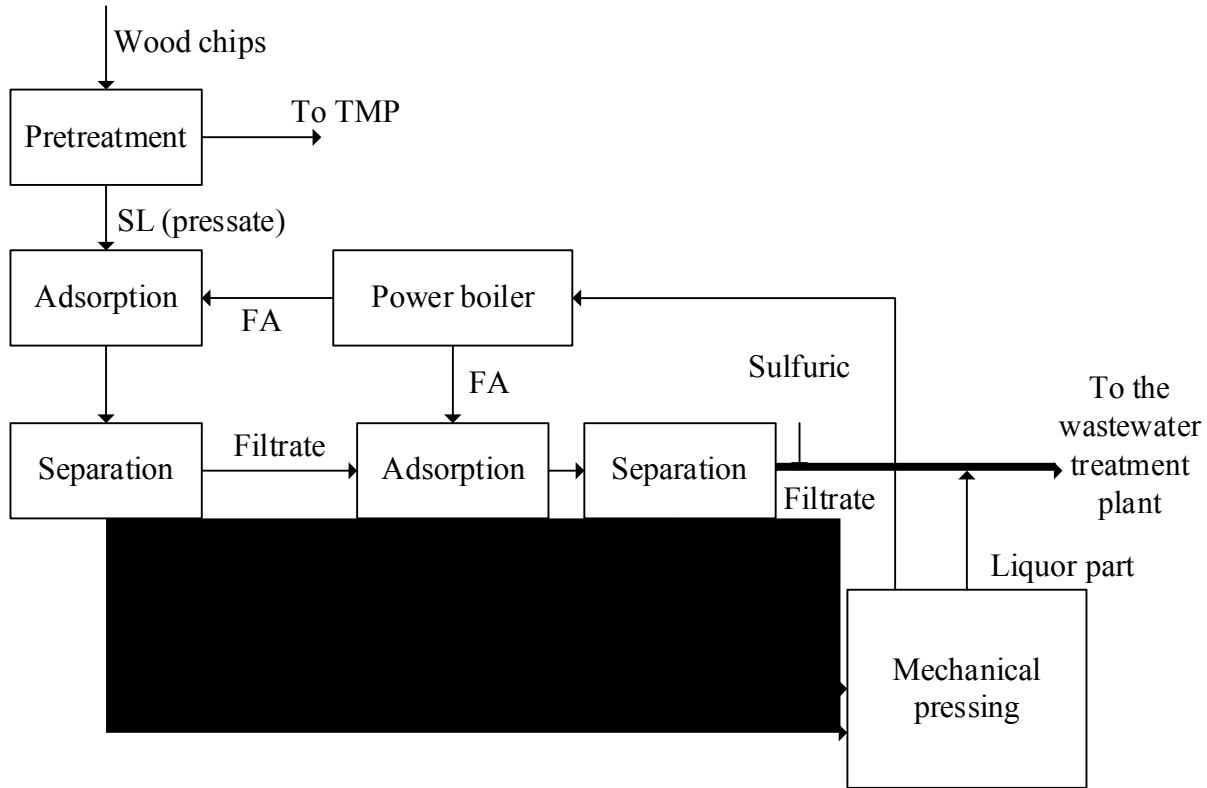 Wood chips
Pretreatment
To TMP
SL (pressate)
Adsorption
FA
Power boiler
FA
Sulfuric
To the
wastewater
treatment
plant
Separation
Filtrate
Adsorption
Separation
Filtrate
Liquor part
Mechanical
pressing